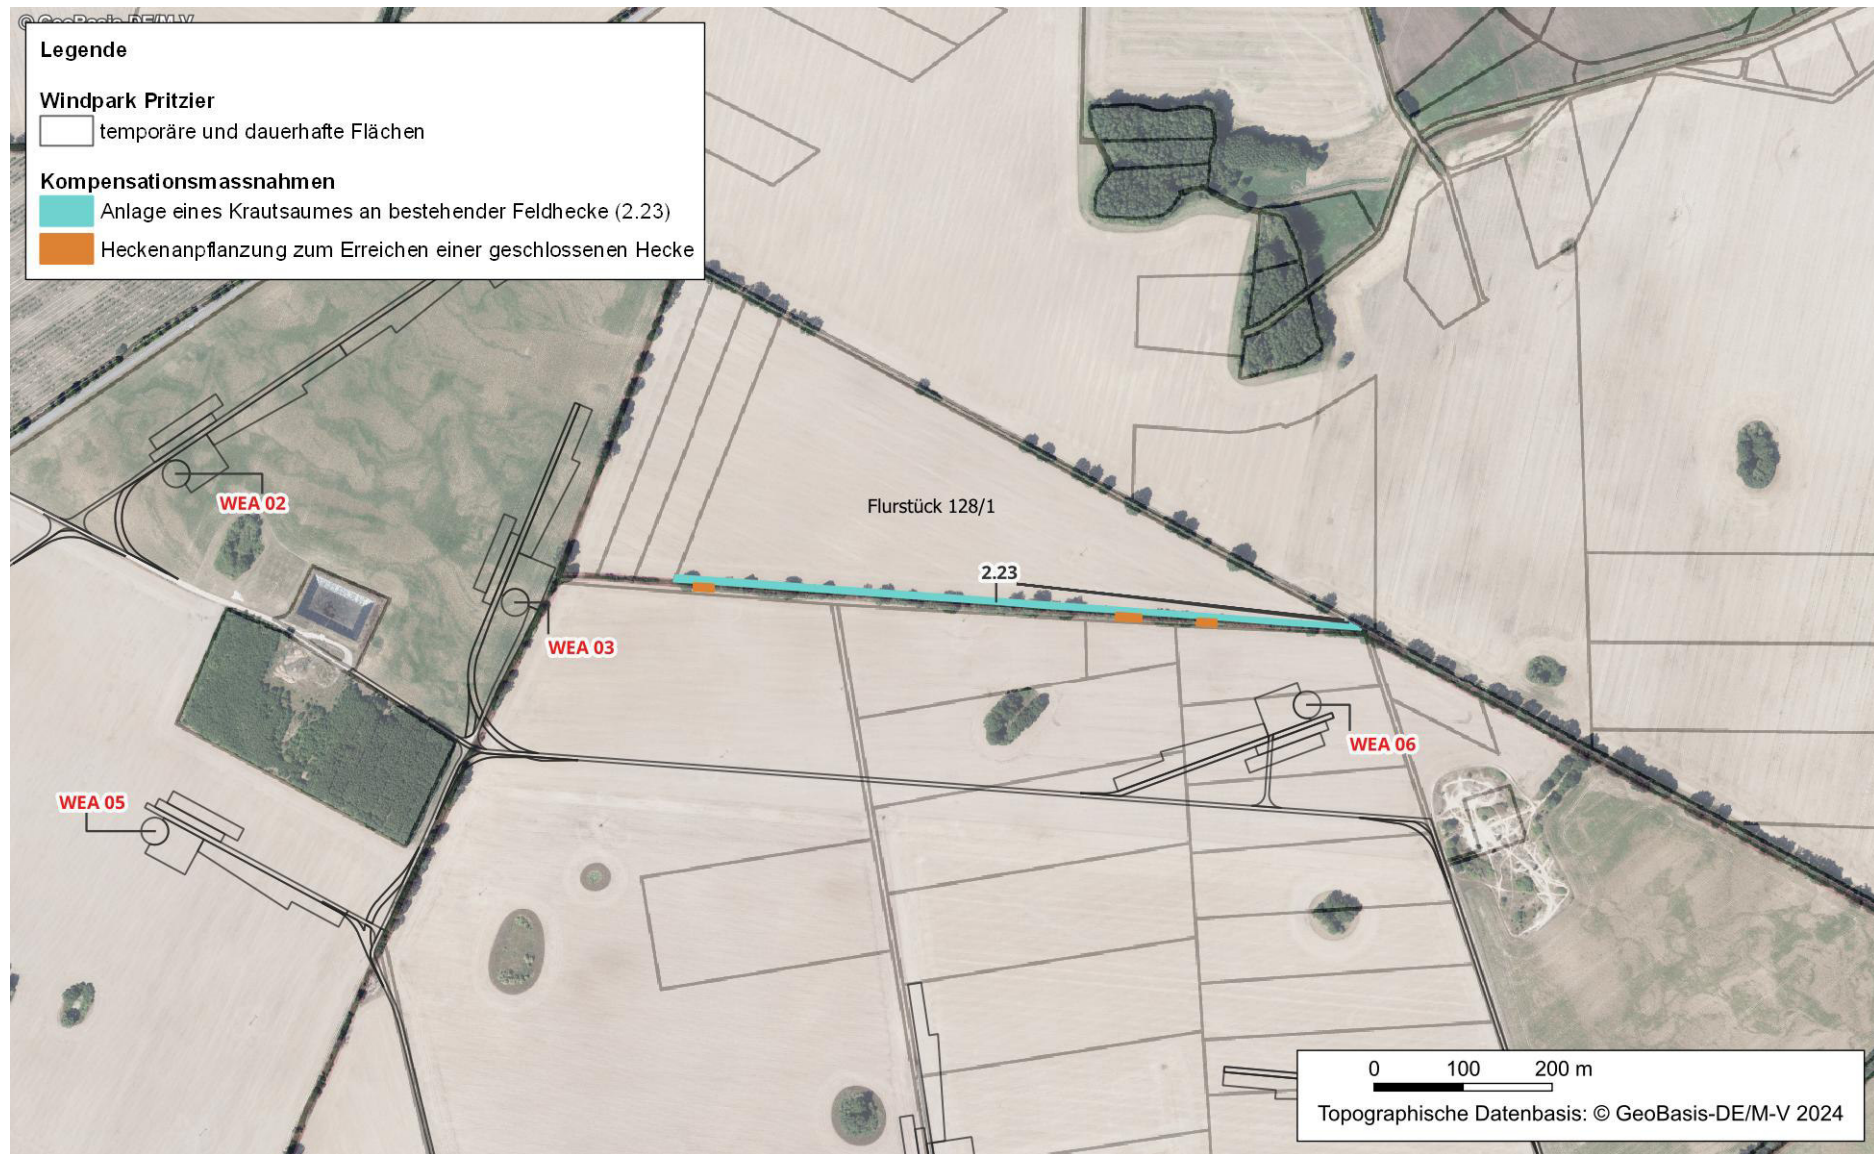 © GeoBasis-DE/M-V
Legende
Windpark Pritzier
temporäre und dauerhafte Flächen
Kompensationsmassnahmen
Anlage eines Krautsaumes an bestehender Feldhecke (2.23)
Heckenanpflanzung zum Erreichen einer geschlossenen Hecke
WEA 02
Flurstück 128/1
2.23
WEA 03
WEA 06
WEA 05
0 100 200 m
Topographische Datenbasis: © GeoBasis-DE/M-V 2024